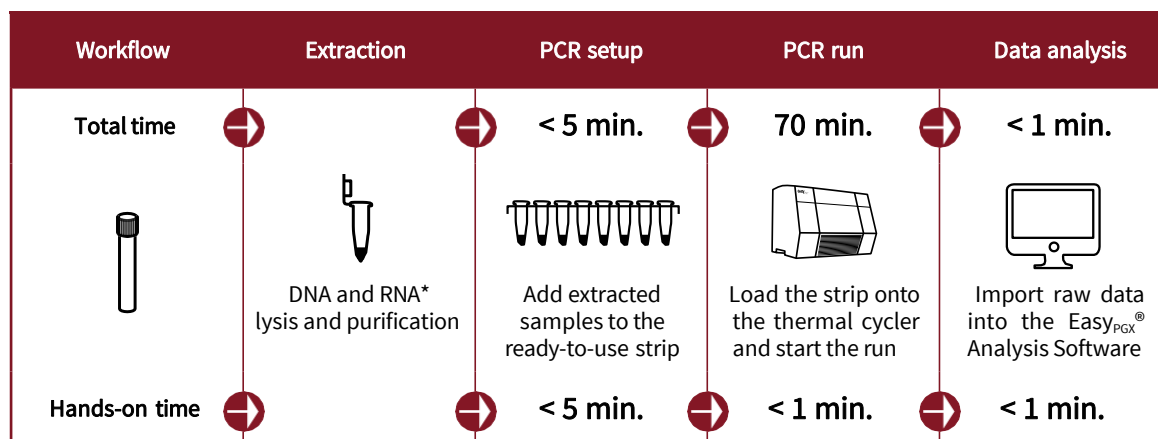 Workflow
Extraction
PCR setup
PCR run
Data analysis
Total time
< 5 min.
70 min.
< 1 min.
DNA and RNA*
lysis and purification
Add extracted
samples to the
ready-to-use strip
Load the strip onto
the thermal cycler
and start the run
Import raw data
into the EasyPGX®
Analysis Software
Hands-on time
< 5 min.
< 1 min.
< 1 min.